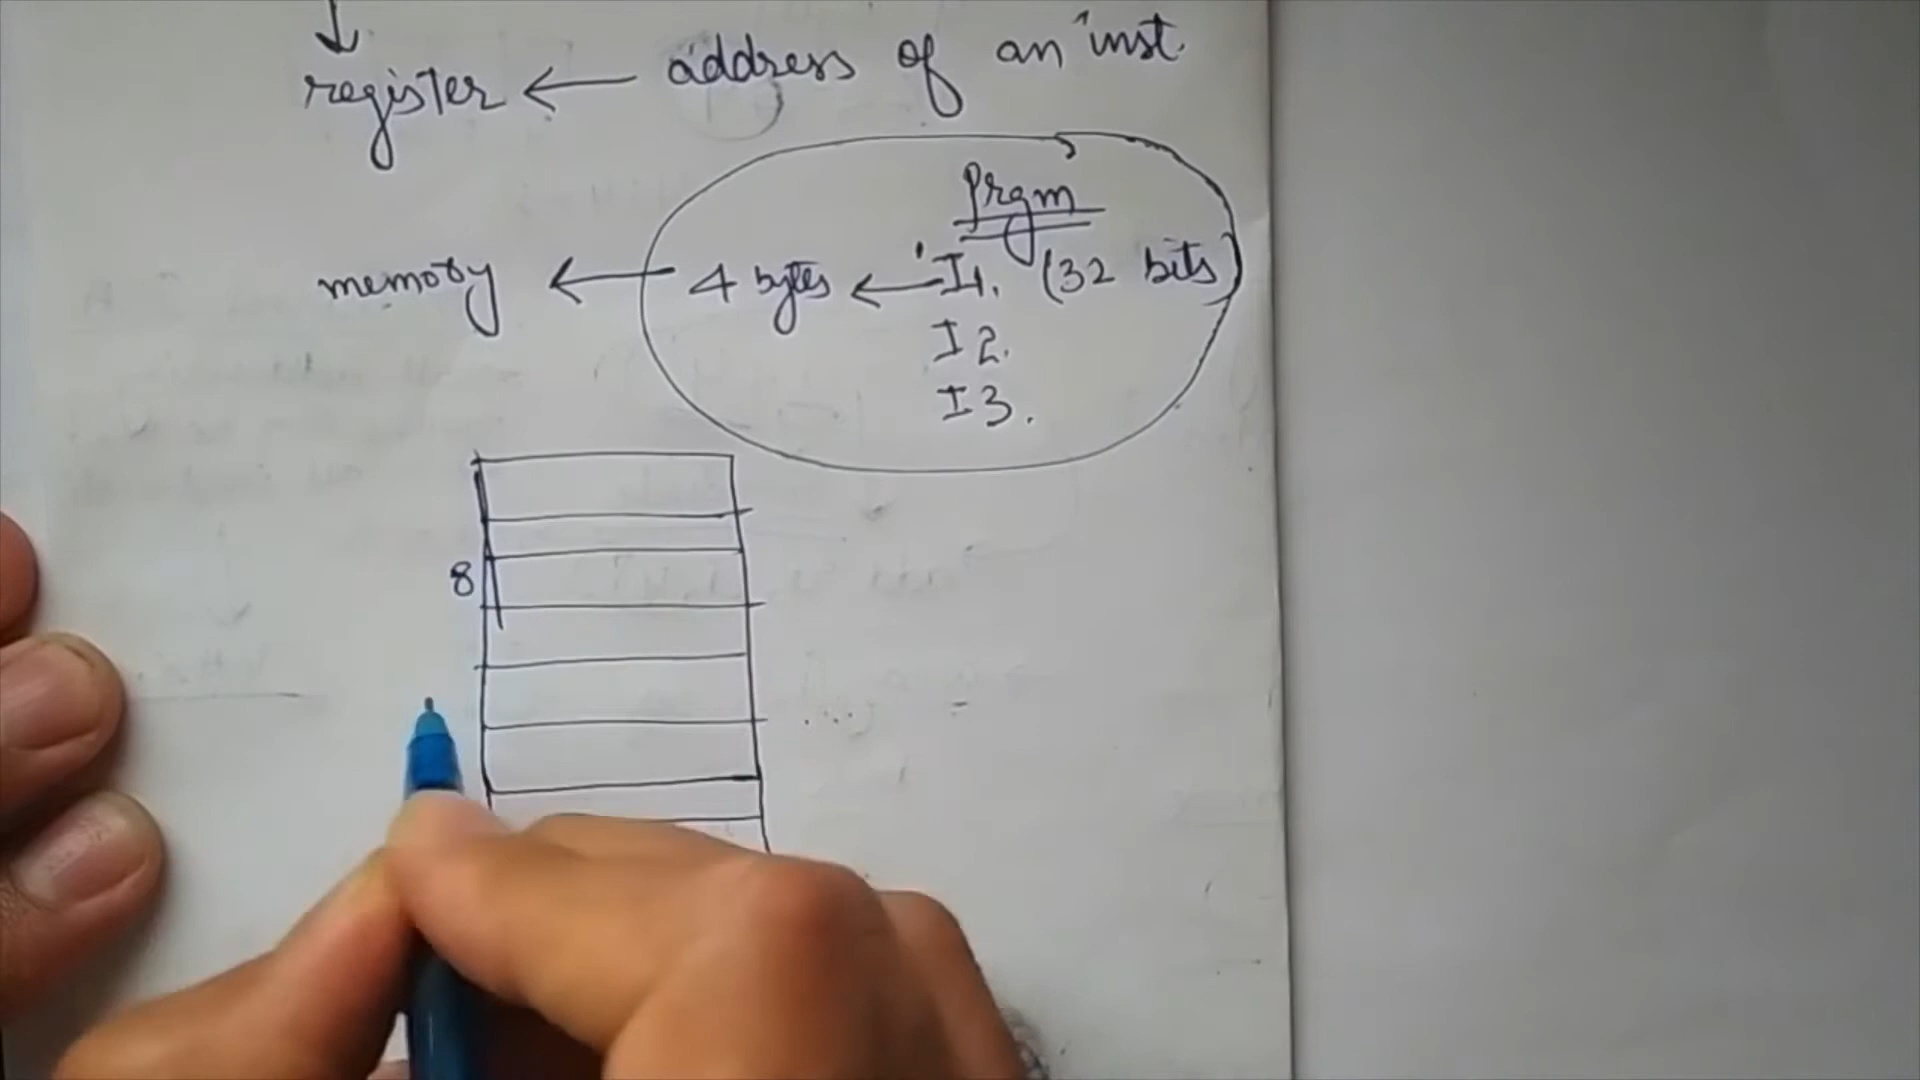 register ← address of an inst.
Prgm
memory ← 4 bytes ← I1. (32 bits)
I2.
I3.
8